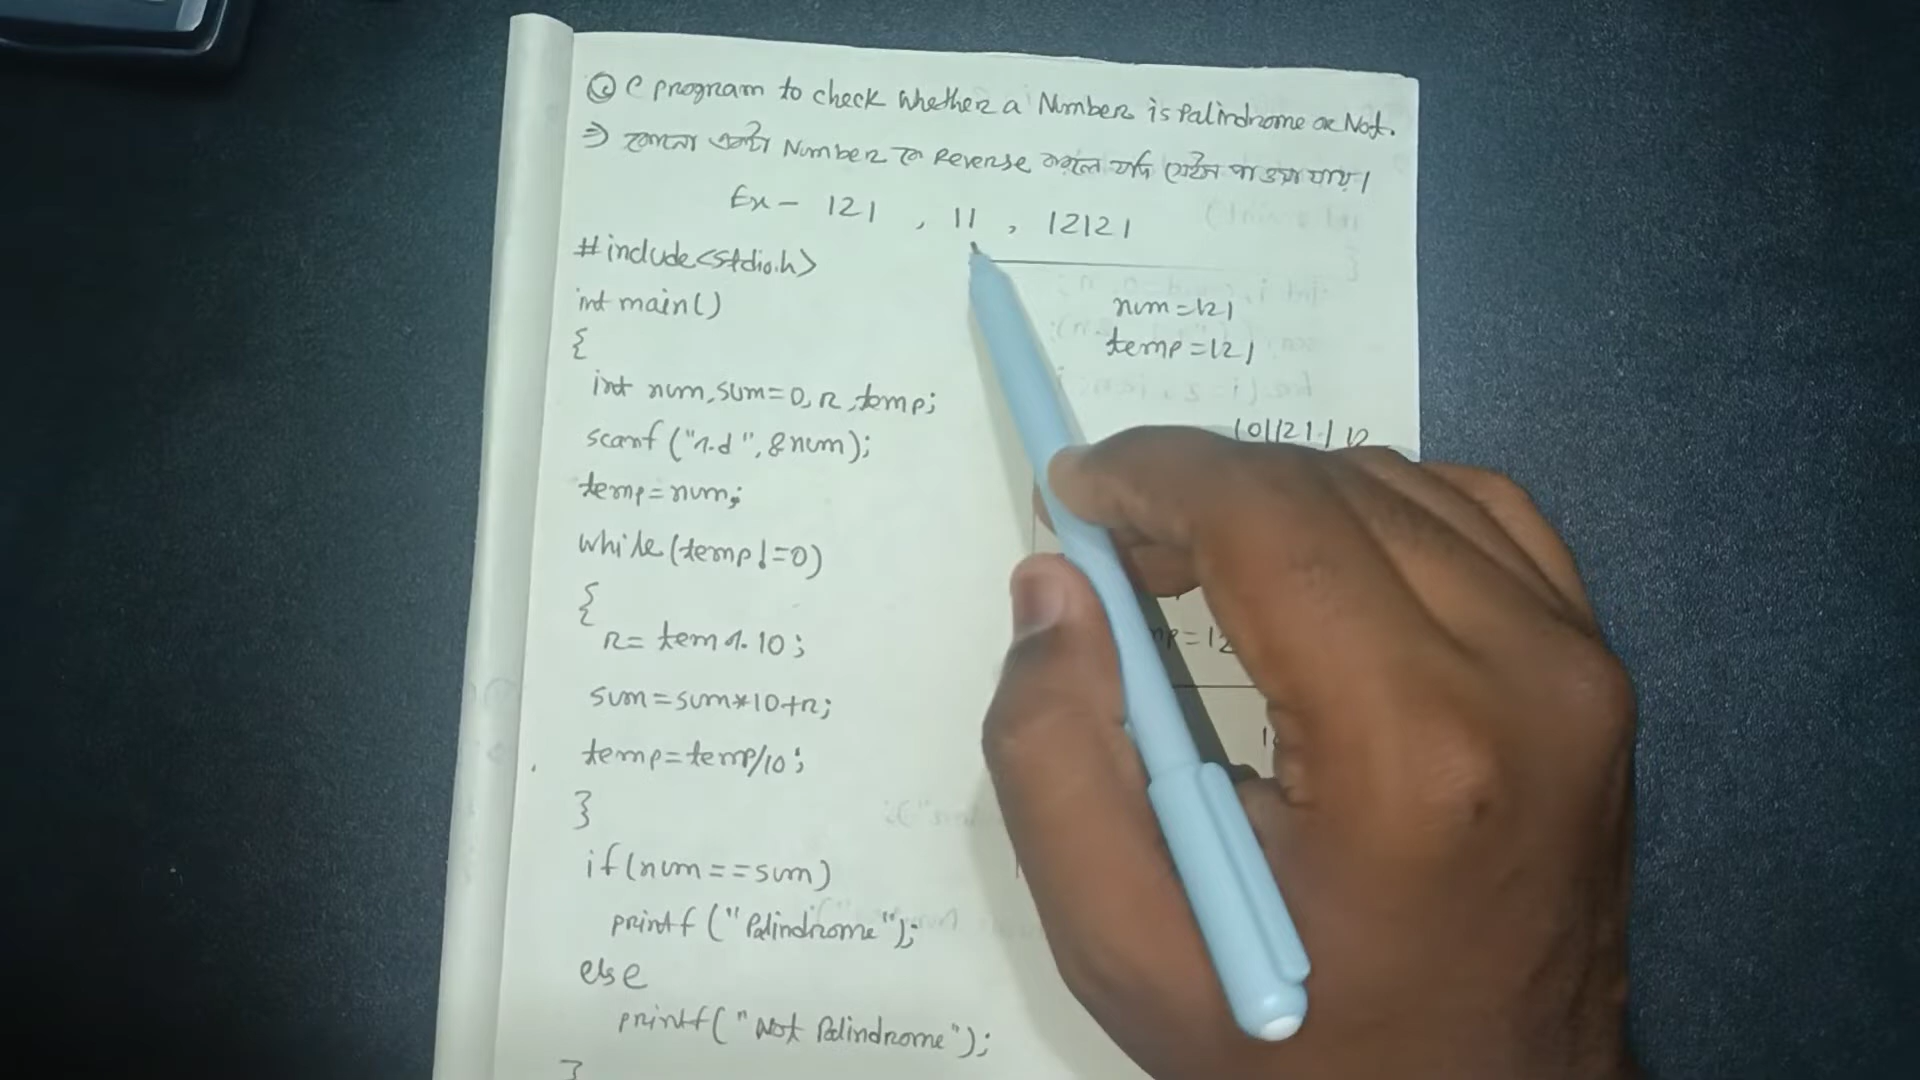 C program to check whether a Number is Palindrome or Not.
⇒ কোনো একটা Number কে Reverse করলে যদি সেইম পাওয়া যায়।
Ex - 121 , 11 , 12121
#include<stdio.h>
int main()
{
int num,sum=0,r,temp;
scanf("%d",&num);
temp=num;
while(temp!=0)
{
r= tem%10;
sum=sum*10+r;
temp=temp/10;
}
if(num==sum)
printf("Palindrome");
else
printf("Not Palindrome");
}
num=121
temp=121
10)121(12